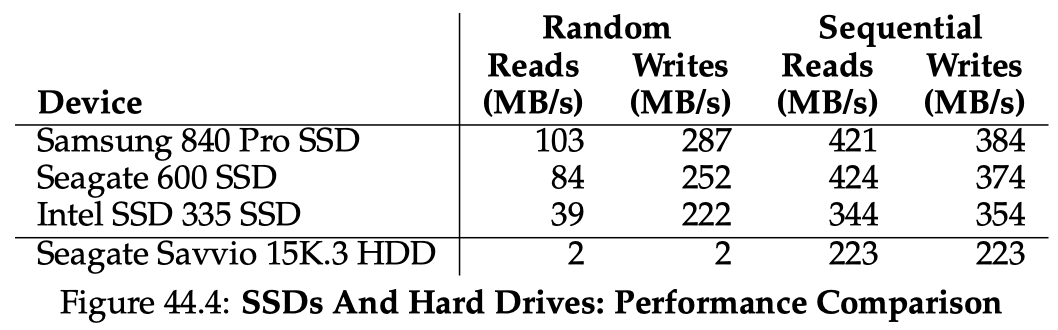 Random Sequential
Reads Writes Reads Writes
Device (MB/s) (MB/s) (MB/s) (MB/s)
Samsung 840 Pro SSD 103 287 421 384
Seagate 600 SSD 84 252 424 374
Intel SSD 335 SSD 39 222 344 354
Seagate Savvio 15K.3 HDD 2 2 223 223
Figure 44.4: SSDs And Hard Drives: Performance Comparison